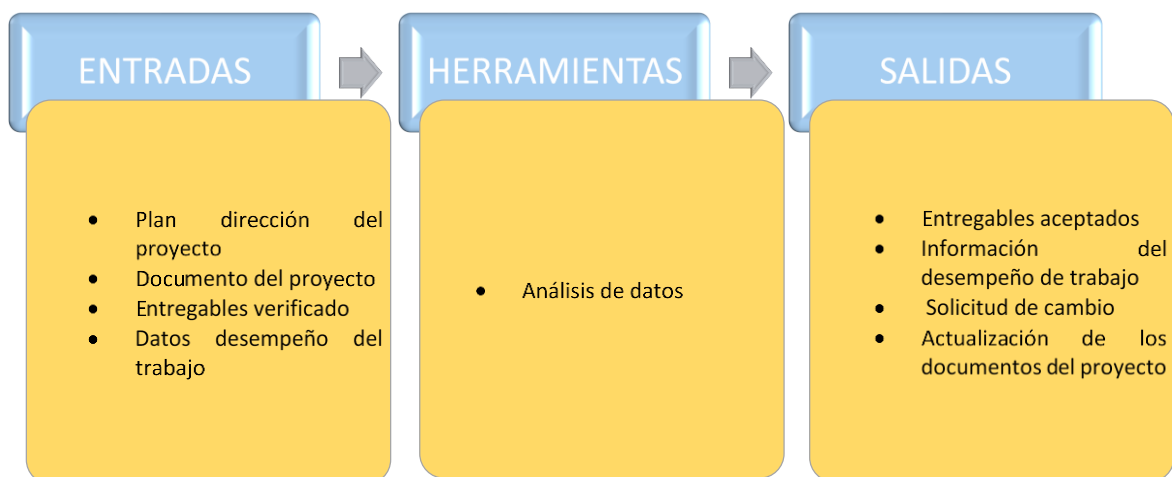 ENTRADAS
Plan dirección del
proyecto
Documento del proyecto
Entregables verificado
Datos desempeño del
trabajo
HERRAMIENTAS
Análisis de datos
SALIDAS
Entregables aceptados
Información del
desempeño de trabajo
Solicitud de cambio
Actualización de los
documentos del proyecto